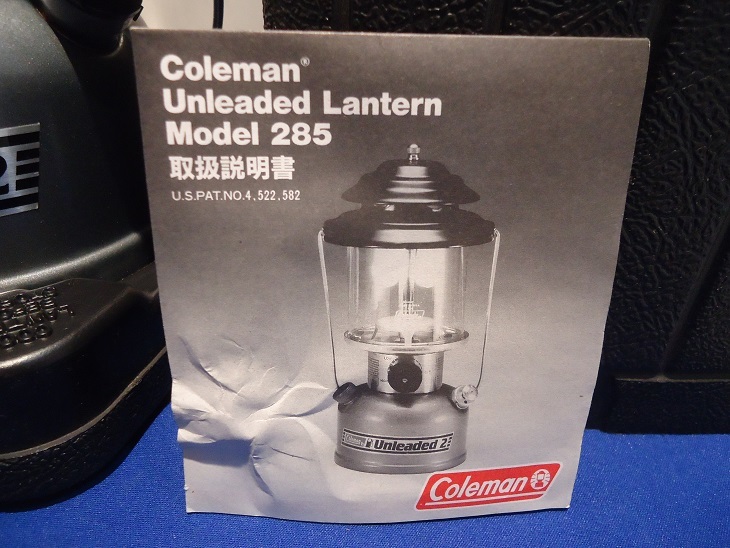 Coleman®
Unleaded Lantern
Model 285
取扱説明書
U.S.PAT.NO.4,522,582
Coleman Unleaded 2
Coleman